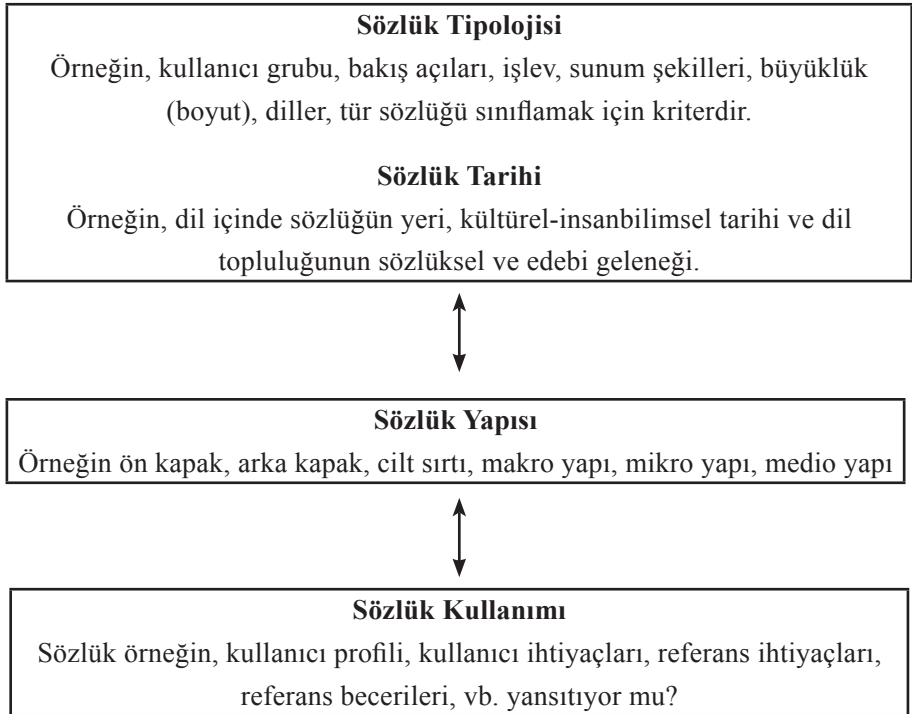 Sözlük Tipolojisi
Örneğin, kullanıcı grubu, bakış açıları, işlev, sunum şekilleri, büyüklük
(boyut), diller, tür sözlüğü sınıflamak için kriterdir.
Sözlük Tarihi
Örneğin, dil içinde sözlüğün yeri, kültürel-insanbilimsel tarihi ve dil
topluluğunun sözlüksel ve edebi geleneği.
Sözlük Yapısı
Örneğin ön kapak, arka kapak, cilt sırtı, makro yapı, mikro yapı, medio yapı
Sözlük Kullanımı
Sözlük örneğin, kullanıcı profili, kullanıcı ihtiyaçları, referans ihtiyaçları,
referans becerileri, vb. yansıtıyor mu?